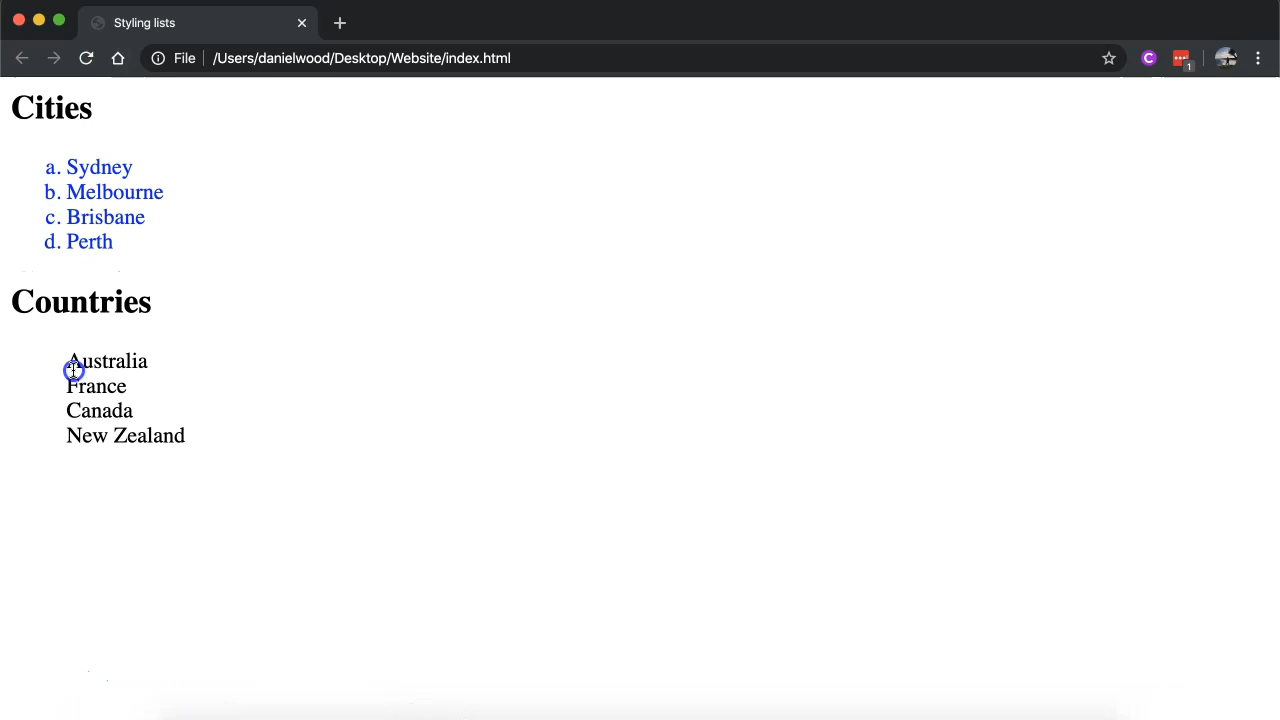 Styling lists
File /Users/danielwood/Desktop/Website/index.html
C
1
Cities
a. Sydney
b. Melbourne
c. Brisbane
d. Perth
Countries
Australia
France
Canada
New Zealand